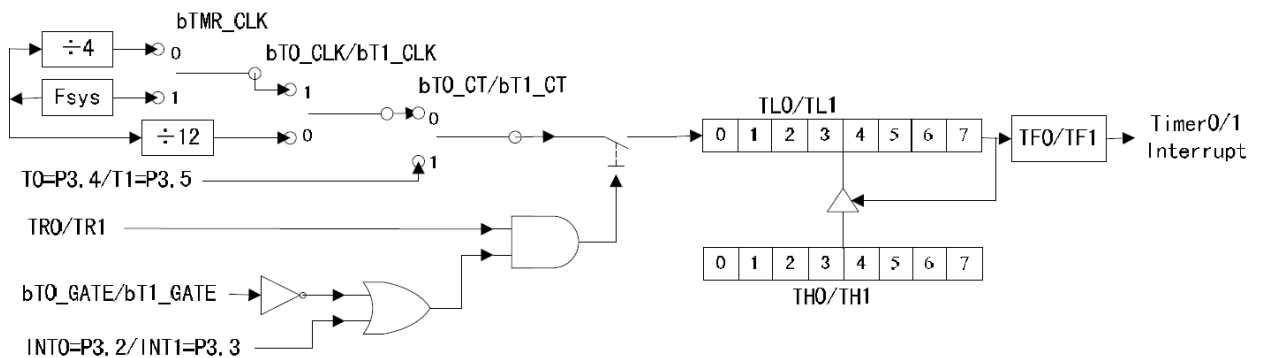 bTMR_CLK
÷4
0
bT0_CLK/bT1_CLK
Fsys
1
1
bT0_CT/bT1_CT
0
÷12
0
1
T0=P3.4/T1=P3.5
TL0/TL1
0 1 2 3 4 5 6 7
TF0/TF1
Timer0/1
Interrupt
TR0/TR1
0 1 2 3 4 5 6 7
TH0/TH1
bT0_GATE/bT1_GATE
INT0=P3.2/INT1=P3.3